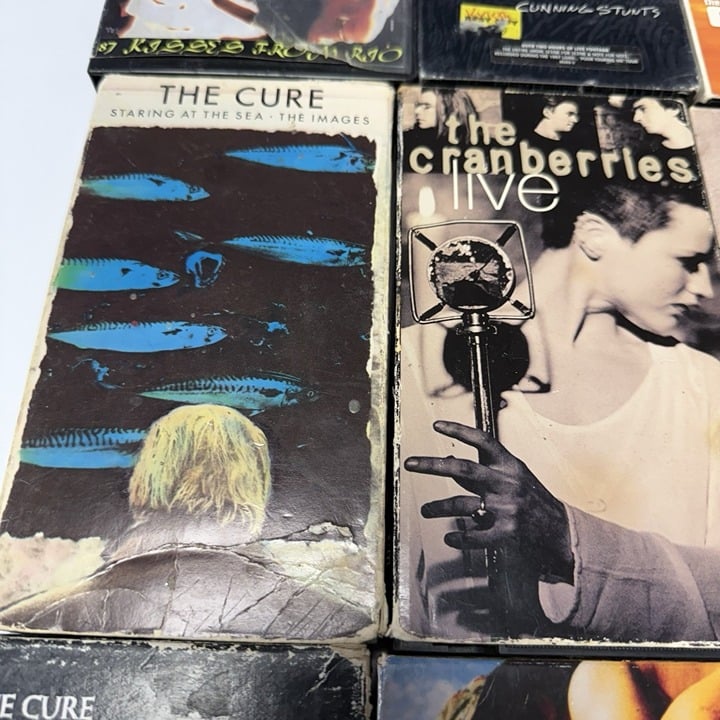 87 KISSES FROM RIO
CUNNING STUNTS
THE CURE
STARING AT THE SEA · THE IMAGES
the
cranberries
live
E CURE